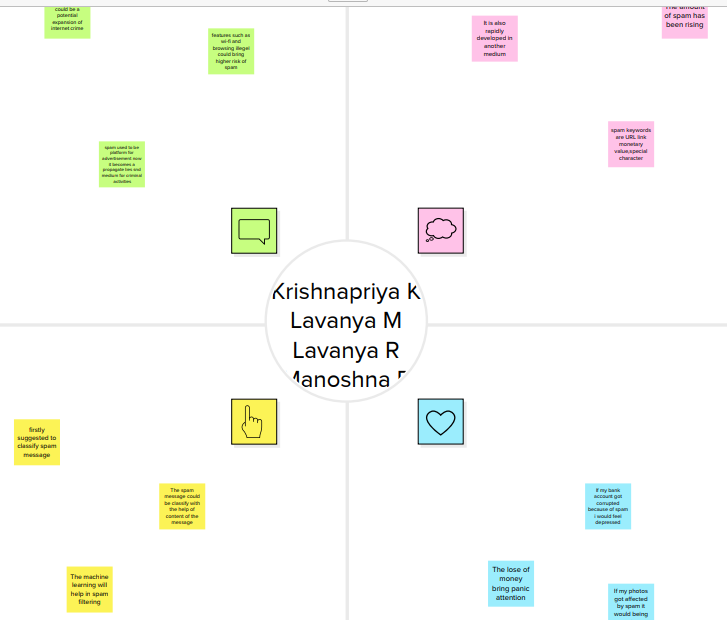 could be a
potential
expansion of
internet crime
features such as
wi-fi and
browsing illegel
could bring
higher risk of
spam
spam used to be
platform for
advertisement now
it becomes a
propagate lies and
medium for criminal
activities
It is also
rapidly
developed in
another
medium
The amount
of spam has
been rising
spam keywords
are URL link
monetary
value,special
character
Krishnapriya K
Lavanya M
Lavanya R
Manoshna
firstly
suggested to
classify spam
message
The spam
message could
be classify with
the help of
content of the
message
The machine
learning will
help in spam
filtering
If my bank
account got
corrupted
because of spam
i would feel
depressed
The lose of
money
bring panic
attention
If my photos
got affected
by spam it
would being